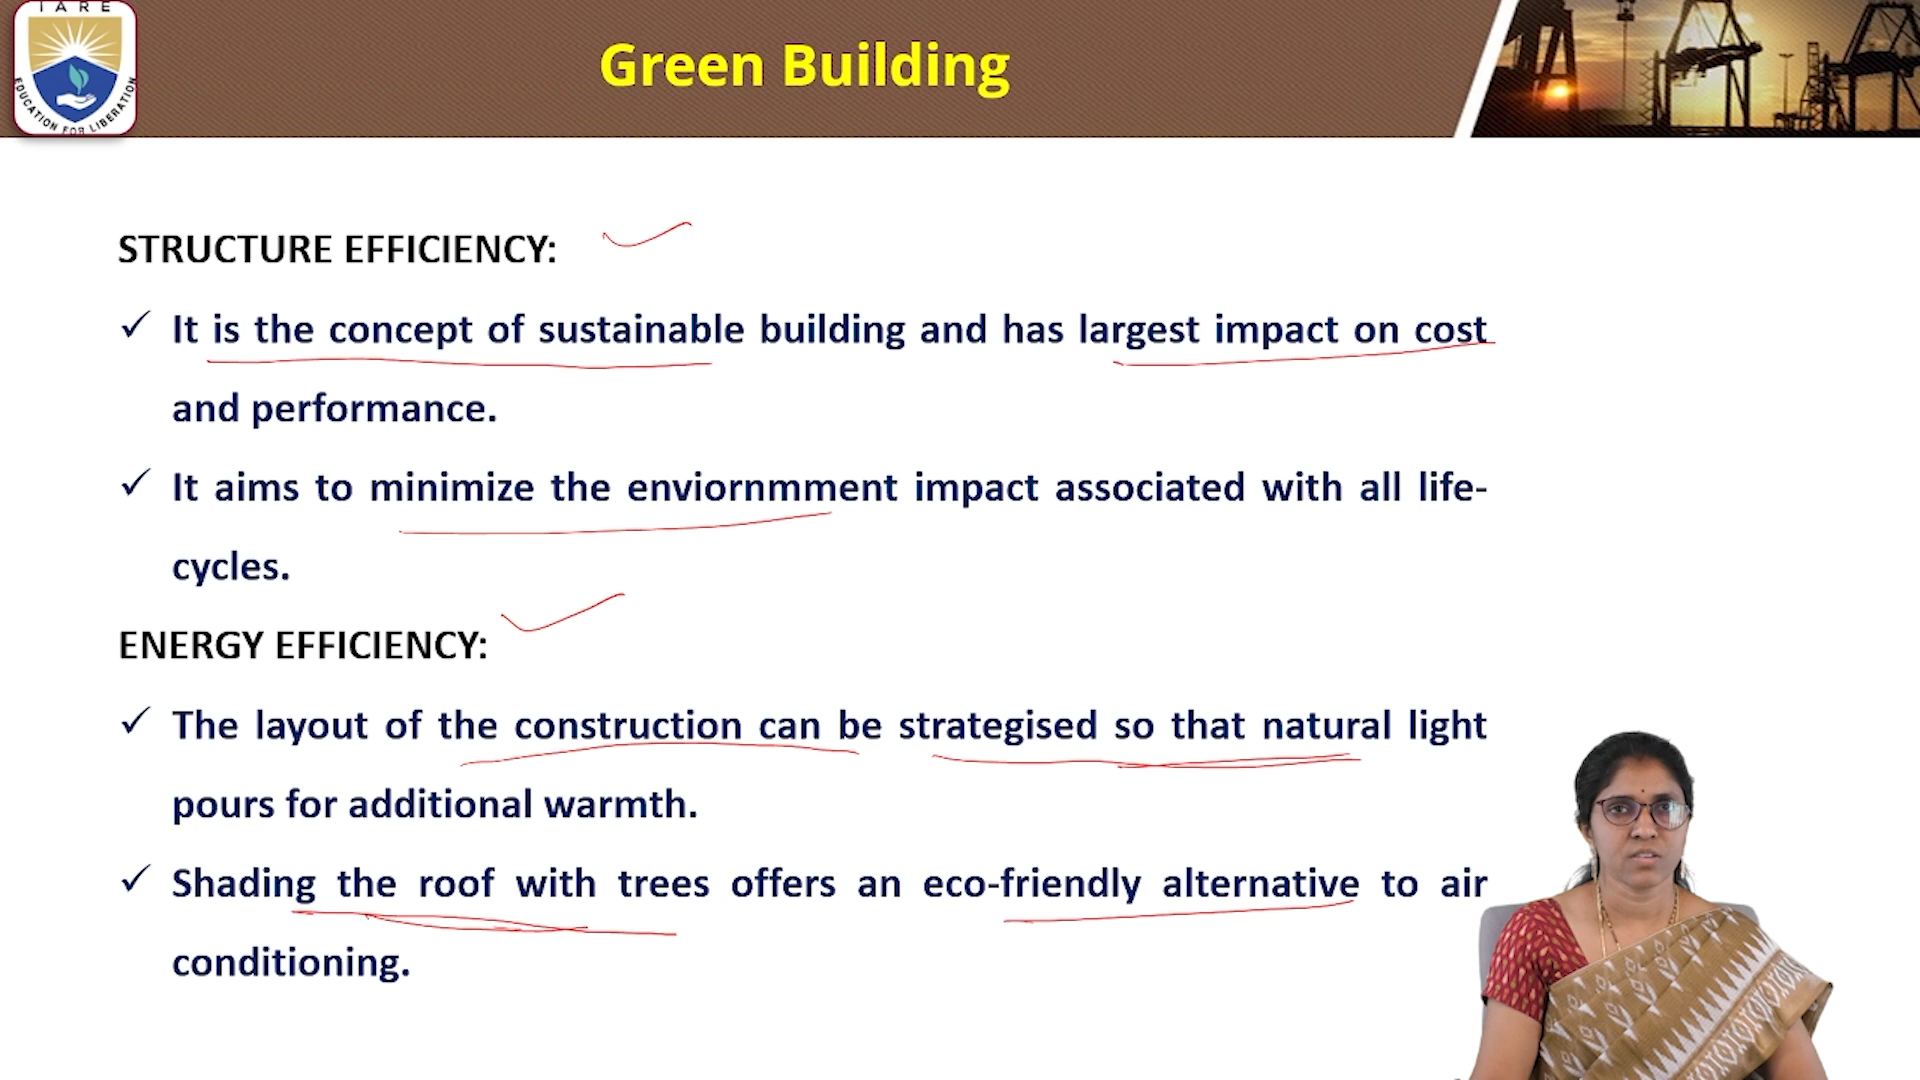 IARE
EDUCATION FOR LIBERATION
Green Building
STRUCTURE EFFICIENCY:
✓ It is the concept of sustainable building and has largest impact on cost
and performance.
✓ It aims to minimize the enviornmment impact associated with all life-
cycles.
ENERGY EFFICIENCY:
✓ The layout of the construction can be strategised so that natural light
pours for additional warmth.
✓ Shading the roof with trees offers an eco-friendly alternative to air
conditioning.